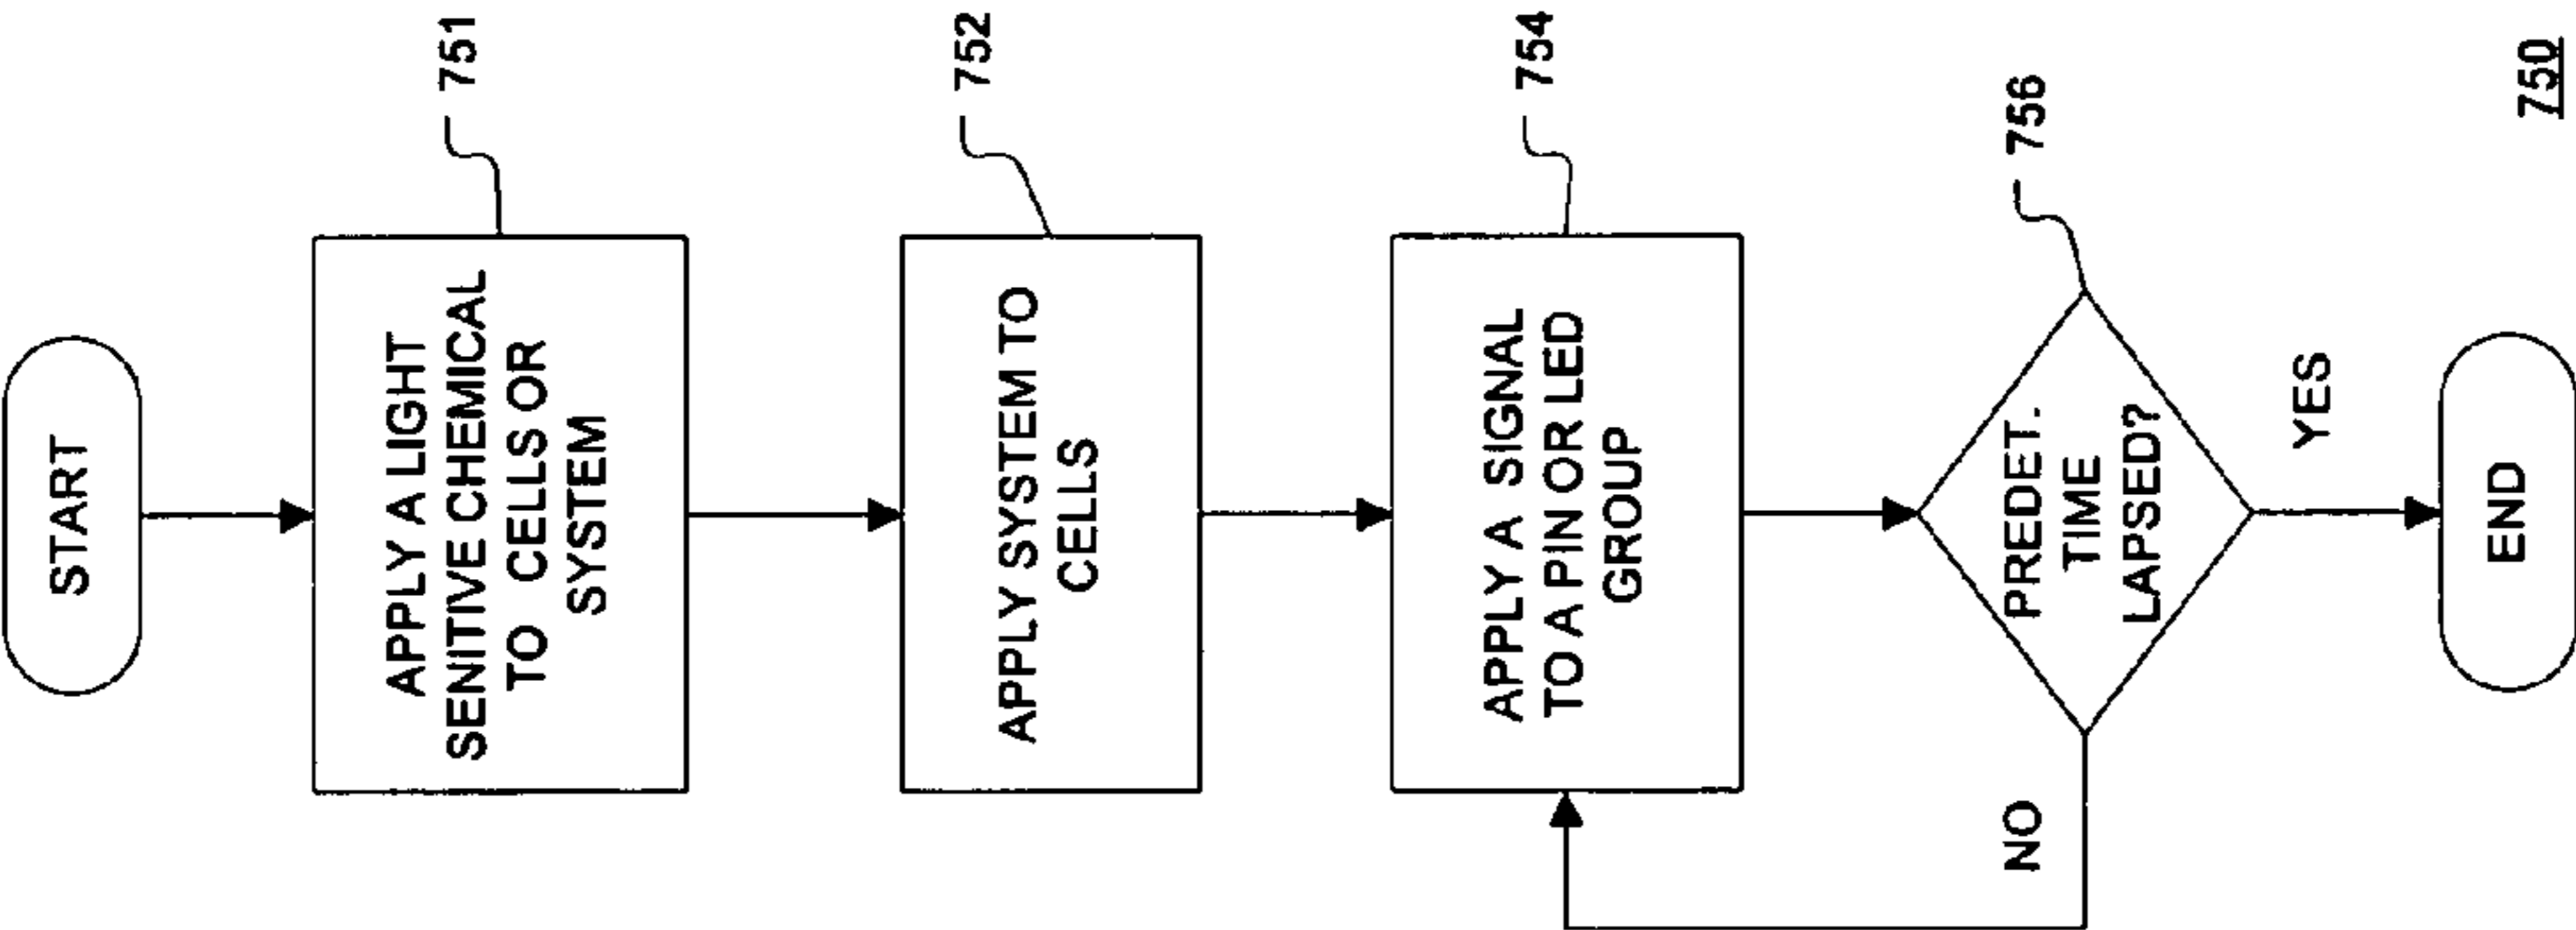 START
APPLY A LIGHT
SENITIVE CHEMICAL
TO CELLS OR
SYSTEM
751
APPLY SYSTEM TO
CELLS
752
APPLY A SIGNAL
TO A PIN OR LED
GROUP
754
PREDET.
TIME
LAPSED?
756
NO
YES
END
750